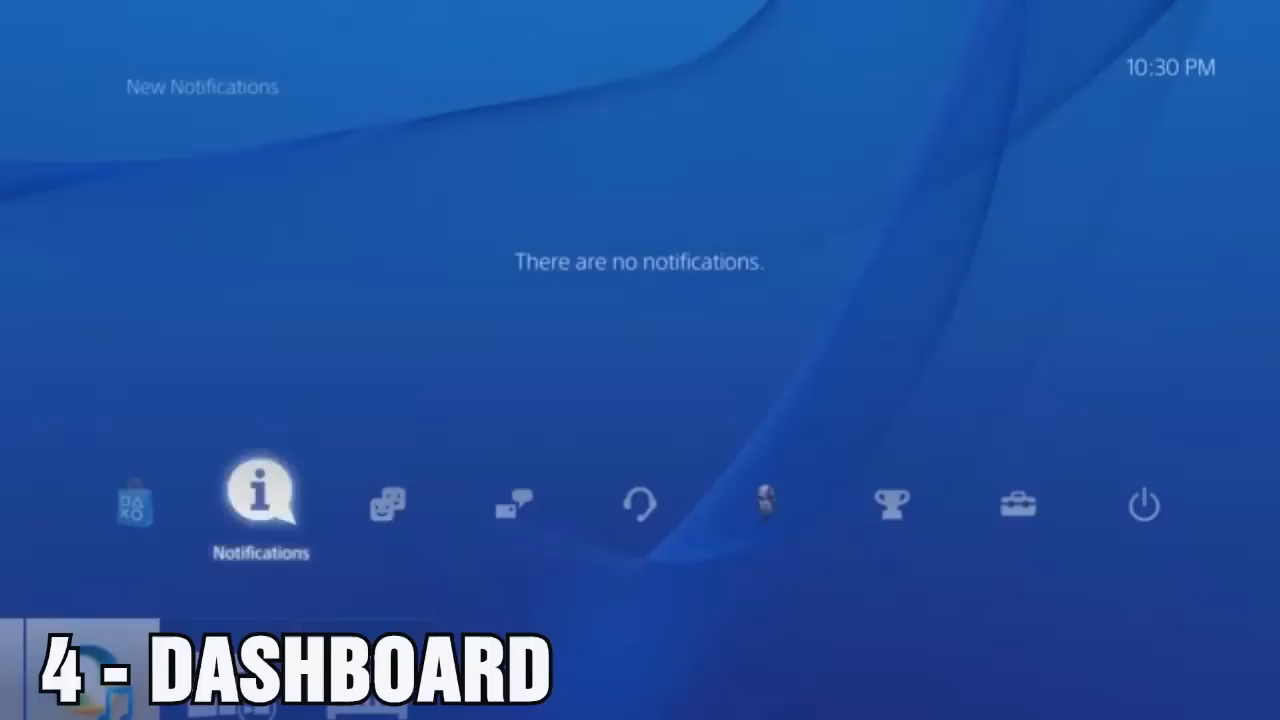 New Notifications
10:30 PM
There are no notifications.
Notifications
4 - DASHBOARD